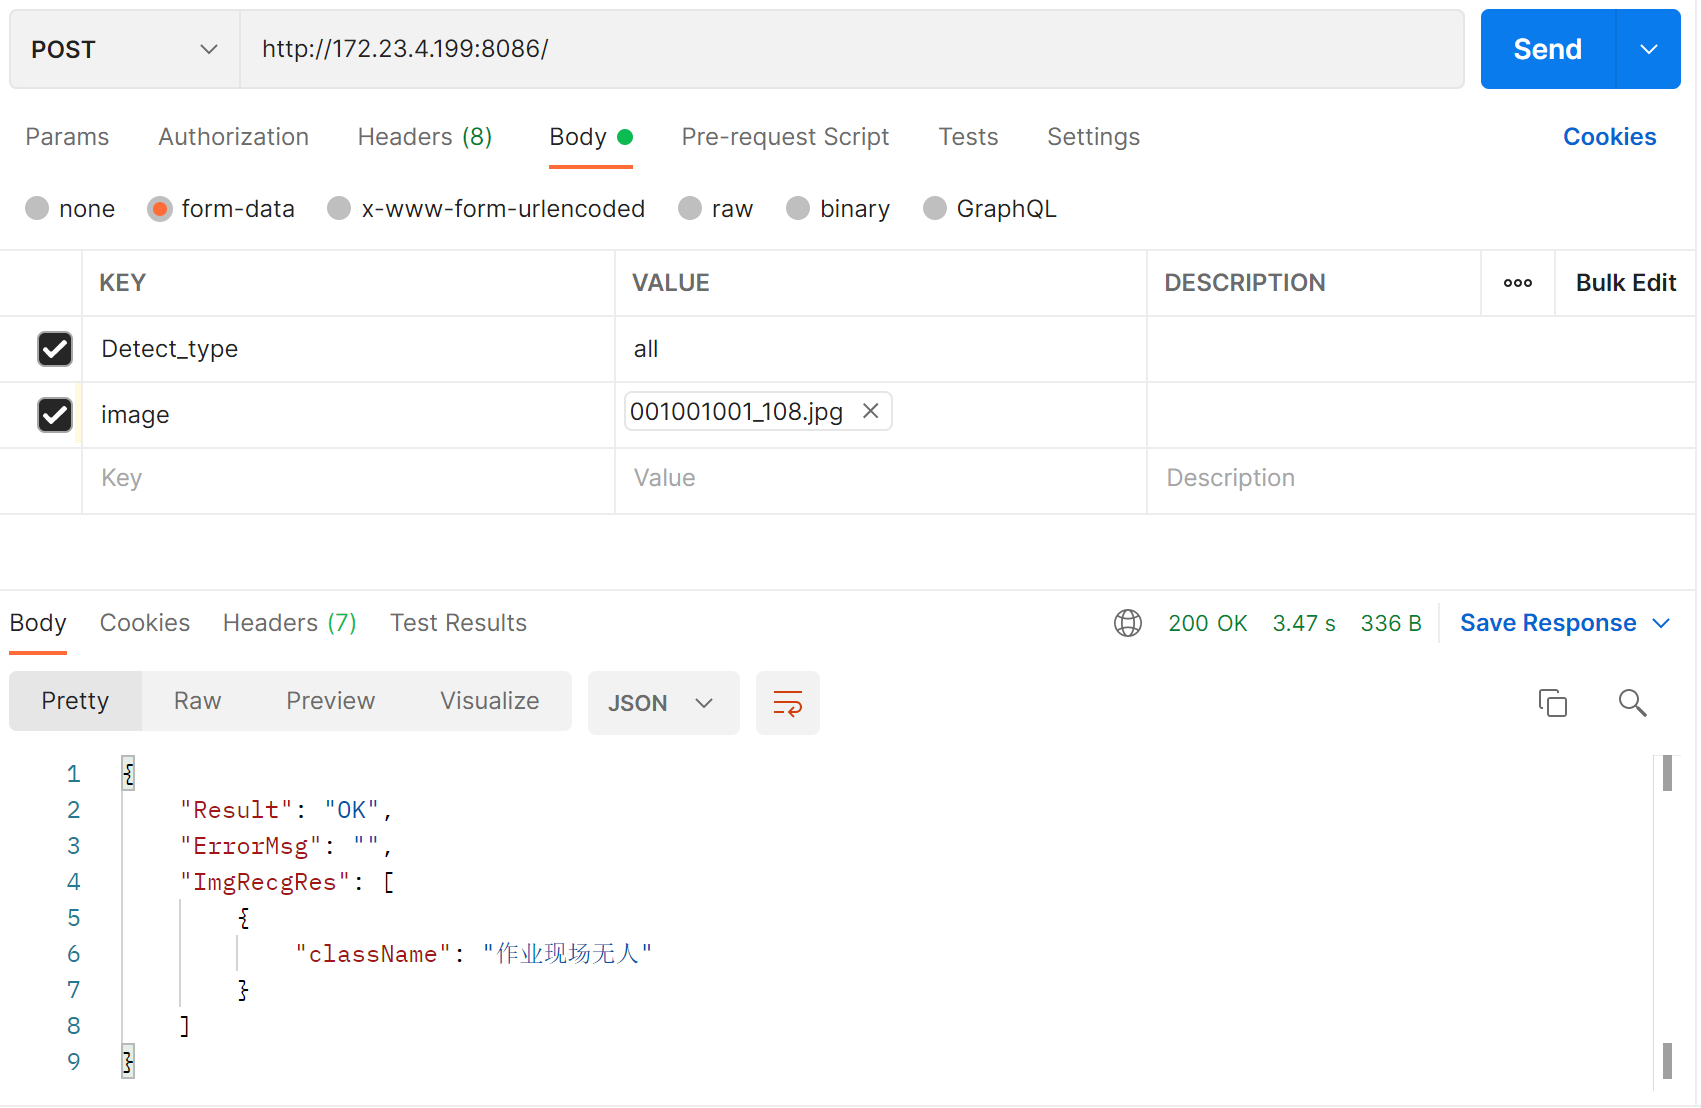 POST http://172.23.4.199:8086/ Send
Params Authorization Headers (8) Body Pre-request Script Tests Settings Cookies
none form-data x-www-form-urlencoded raw binary GraphQL
KEY VALUE DESCRIPTION Bulk Edit
Detect_type all
image 001001001_108.jpg
Key Value Description
Body Cookies Headers (7) Test Results 200 OK 3.47 s 336 B Save Response
Pretty Raw Preview Visualize JSON
1 {
2 "Result": "OK",
3 "ErrorMsg": "",
4 "ImgRecgRes": [
5 {
6 "className": "作业现场无人"
7 }
8 ]
9 }